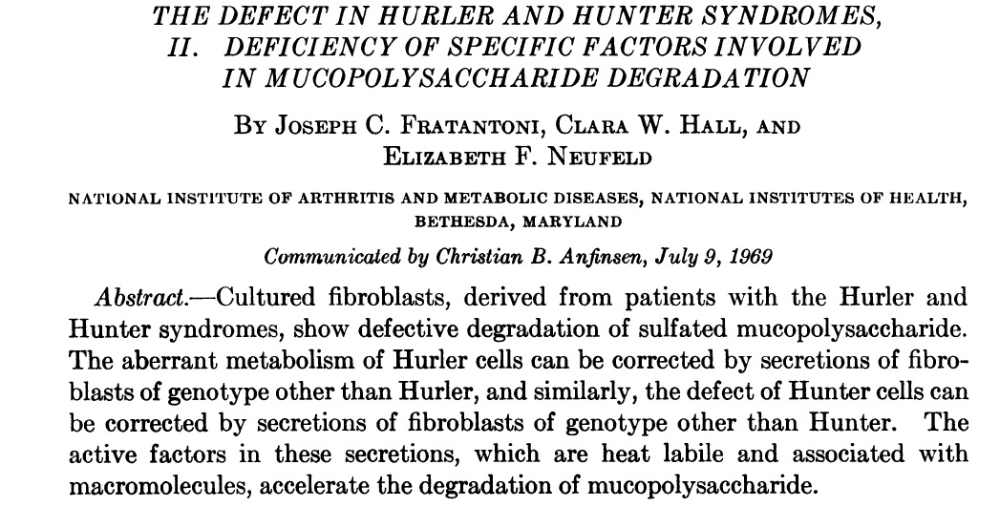 THE DEFECT IN HURLER AND HUNTER SYNDROMES,
II. DEFICIENCY OF SPECIFIC FACTORS INVOLVED
IN MUCOPOLYSACCHARIDE DEGRADATION
BY JOSEPH C. FRATANTONI, CLARA W. HALL, AND
ELIZABETH F. NEUFELD
NATIONAL INSTITUTE OF ARTHRITIS AND METABOLIC DISEASES, NATIONAL INSTITUTES OF HEALTH,
BETHESDA, MARYLAND
Communicated by Christian B. Anfinsen, July 9, 1969
Abstract.—Cultured fibroblasts, derived from patients with the Hurler and
Hunter syndromes, show defective degradation of sulfated mucopolysaccharide.
The aberrant metabolism of Hurler cells can be corrected by secretions of fibro-
blasts of genotype other than Hurler, and similarly, the defect of Hunter cells can
be corrected by secretions of fibroblasts of genotype other than Hunter. The
active factors in these secretions, which are heat labile and associated with
macromolecules, accelerate the degradation of mucopolysaccharide.